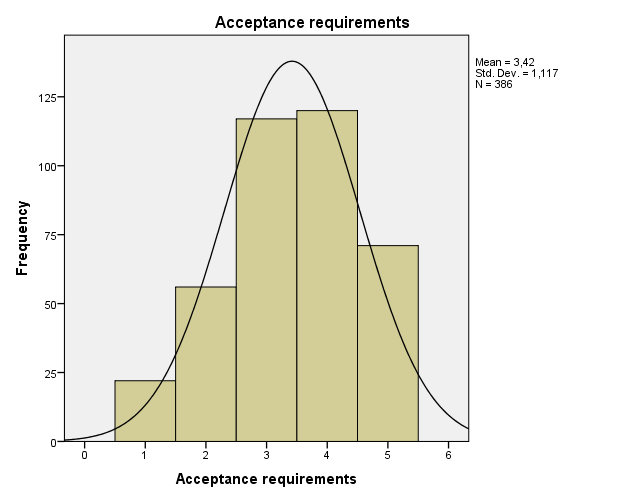 Acceptance requirements
Mean = 3,42
Std. Dev. = 1,117
N = 386
Frequency
125
100
75
50
25
0
0 1 2 3 4 5 6
Acceptance requirements